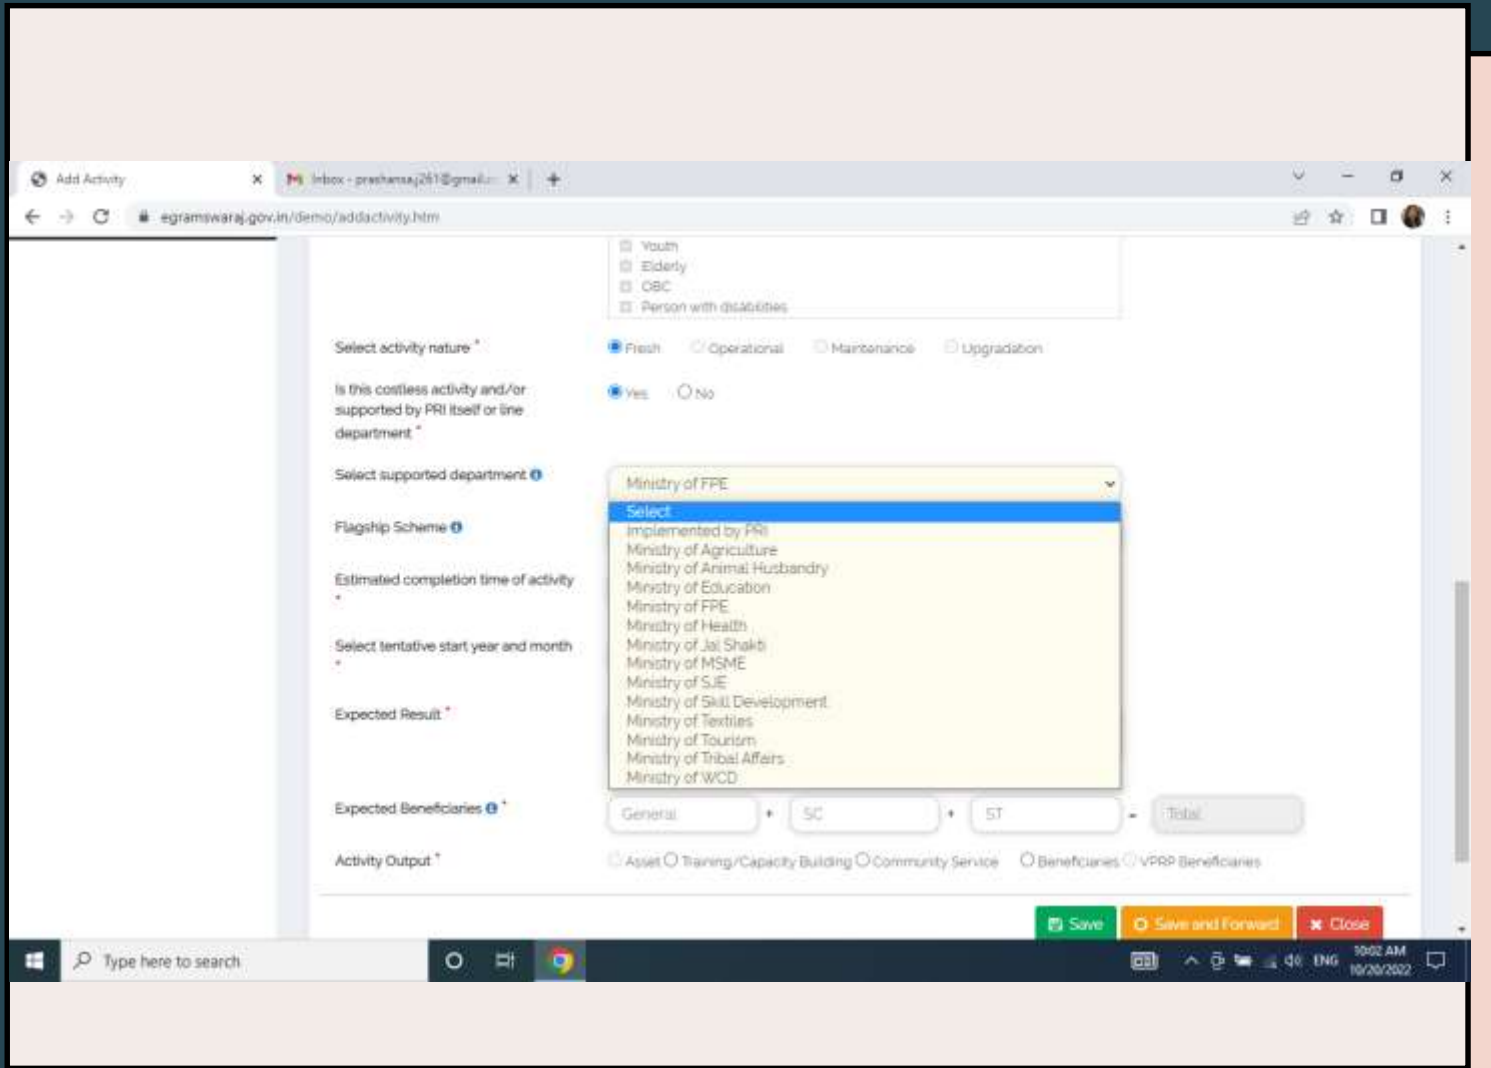 Add Activity
Inbox - prashansaj261@gmail.c
egramswaraj.gov.in/demo/addactivity.htm
Youth
Elderly
OBC
Person with disabilities
Select activity nature *
Fresh Operational Maintenance Upgradation
Is this costless activity and/or
supported by PRI itself or line
department *
Yes No
Select supported department
Ministry of FPE
Select
Implemented by PRI
Ministry of Agriculture
Ministry of Animal Husbandry
Ministry of Education
Ministry of FPE
Ministry of Health
Ministry of Jal Shakti
Ministry of MSME
Ministry of SJE
Ministry of Skill Development
Ministry of Textiles
Ministry of Tourism
Ministry of Tribal Affairs
Ministry of WCD
Flagship Scheme
Estimated completion time of activity
*
Select tentative start year and month
*
Expected Result *
Expected Beneficiaries *
General + SC + ST = Total
Activity Output *
Asset Training/Capacity Building Community Service Beneficiaries VPRP Beneficiaries
Save Save and Forward Close
Type here to search
ENG
10:02 AM
10/20/2022